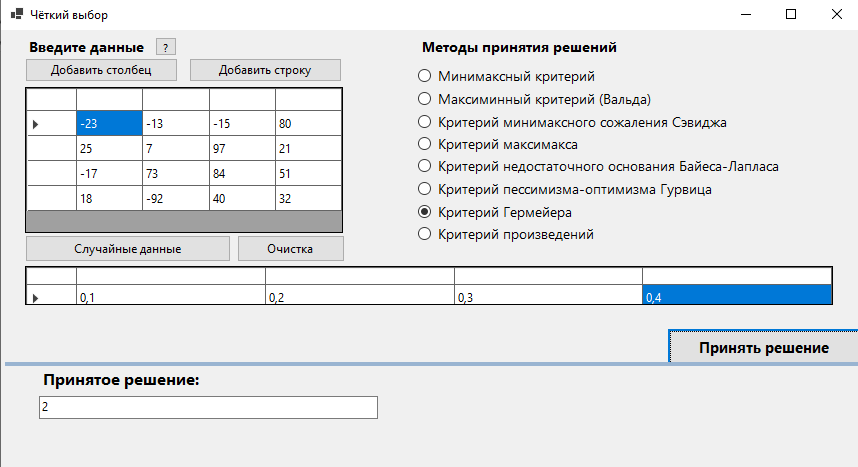 Чёткий выбор
Введите данные ?
Добавить столбец Добавить строку
-23 -13 -15 80
25 7 97 21
-17 73 84 51
18 -92 40 32
Случайные данные Очистка
Методы принятия решений
Минимаксный критерий
Максиминный критерий (Вальда)
Критерий минимаксного сожаления Сэвиджа
Критерий максимакса
Критерий недостаточного основания Байеса-Лапласа
Критерий пессимизма-оптимизма Гурвица
Критерий Гермейера
Критерий произведений
0,1 0,2 0,3 0,4
Принять решение
Принятое решение:
2